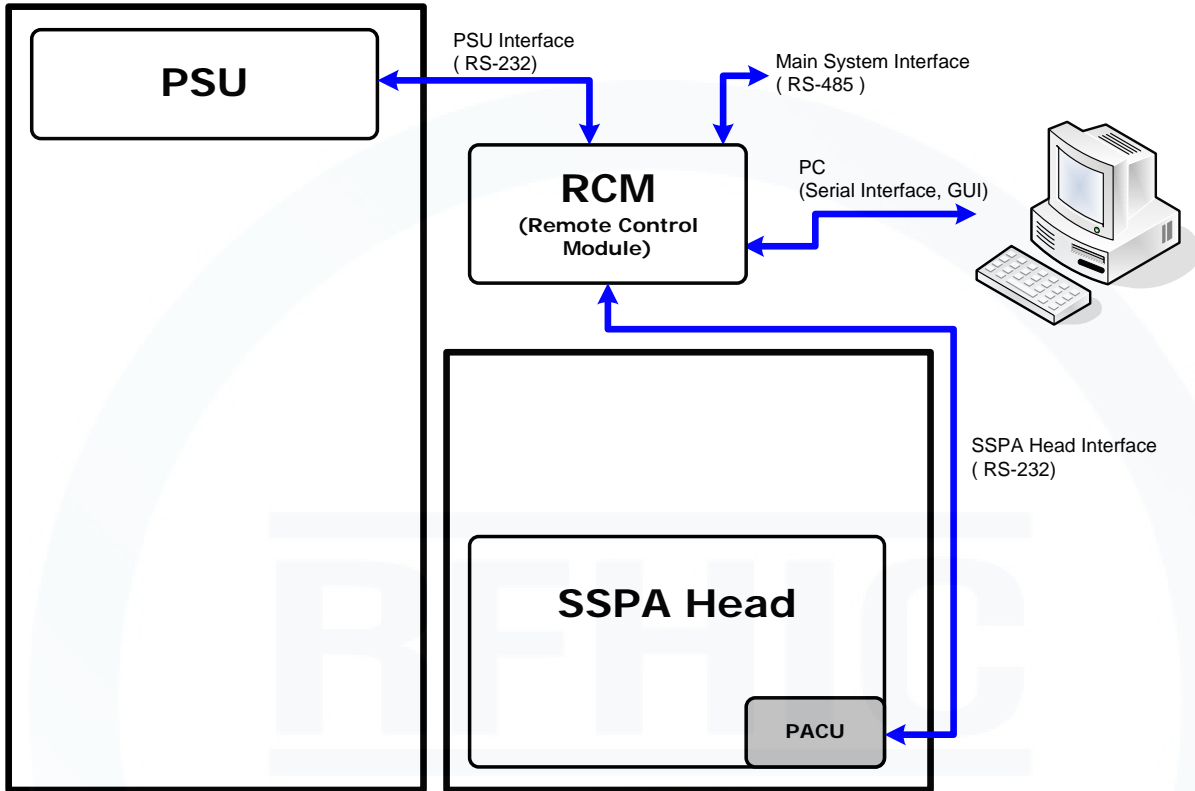 PSU
PSU Interface
( RS-232)
Main System Interface
( RS-485 )
RCM
(Remote Control
Module)
PC
(Serial Interface, GUI)
SSPA Head Interface
( RS-232)
SSPA Head
PACU
RFHIC